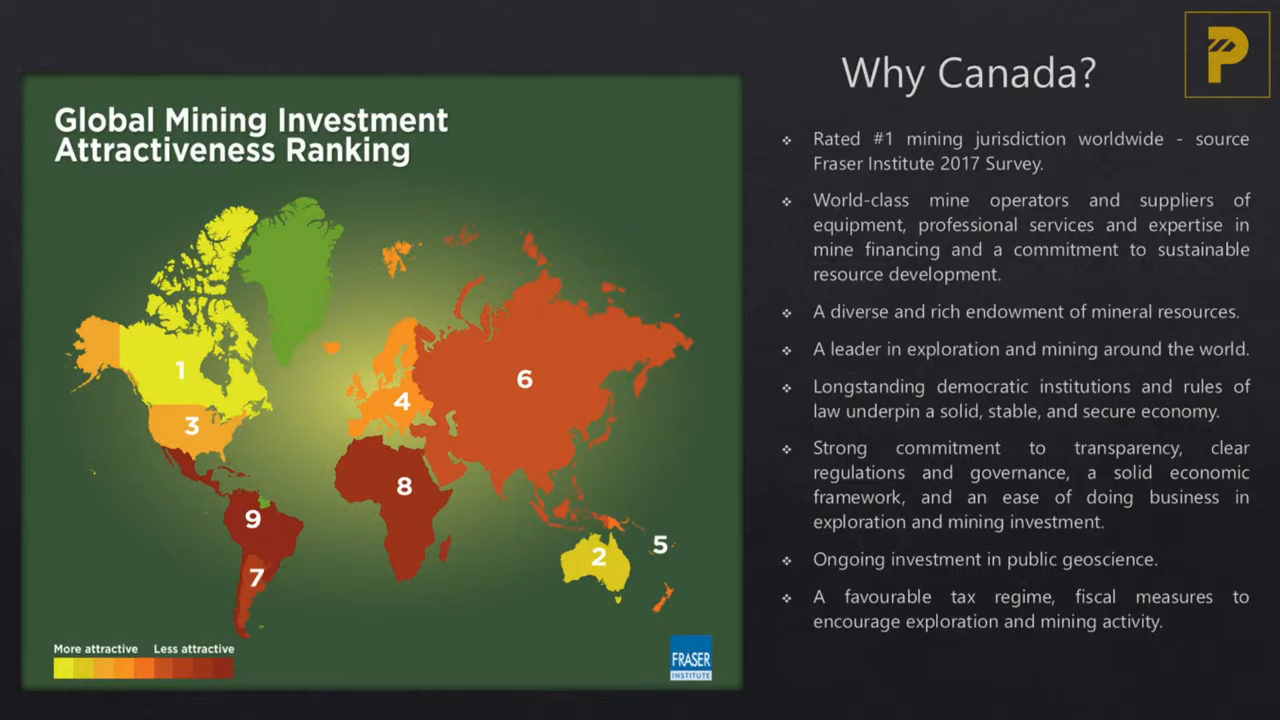 Why Canada?
P
Global Mining Investment
Attractiveness Ranking
1
3
4
6
8
9
7
2
5
More attractive Less attractive
FRASER
INSTITUTE
❖ Rated #1 mining jurisdiction worldwide - source
Fraser Institute 2017 Survey.
❖ World-class mine operators and suppliers of
equipment, professional services and expertise in
mine financing and a commitment to sustainable
resource development.
❖ A diverse and rich endowment of mineral resources.
❖ A leader in exploration and mining around the world.
❖ Longstanding democratic institutions and rules of
law underpin a solid, stable, and secure economy.
❖ Strong commitment to transparency, clear
regulations and governance, a solid economic
framework, and an ease of doing business in
exploration and mining investment.
❖ Ongoing investment in public geoscience.
❖ A favourable tax regime, fiscal measures to
encourage exploration and mining activity.